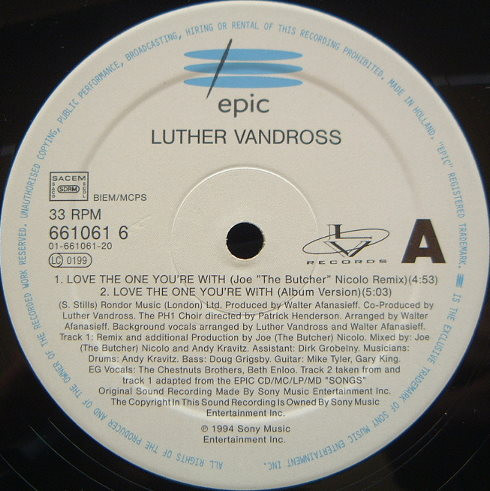 UNAUTHORISED COPYING, PUBLIC PERFORMANCE, BROADCASTING, HIRING OR RENTAL OF THIS RECORDING PROHIBITED. MADE IN HOLLAND. "EPIC" REGISTERED TRADEMARK.
epic
LUTHER VANDROSS
SACEM
SDRM
BIEM/MCPS
33 RPM
661061 6
01-661061-20
LC 0199
LV
RECORDS
A
1. LOVE THE ONE YOU'RE WITH (Joe "The Butcher" Nicolo Remix)(4:53)
2. LOVE THE ONE YOU'RE WITH (Album Version)(5:03)
(S. Stills) Rondor Music (London) Ltd. Produced by Walter Afanasieff. Co-Produced by
Luther Vandross. The PH1 Choir directed by Patrick Henderson. Arranged by Walter
Afanasieff. Background vocals arranged by Luther Vandross and Walter Afanasieff.
Track 1: Remix and additional Production by Joe (The Butcher) Nicolo. Mixed by: Joe
(The Butcher) Nicolo and Andy Kravitz. Assistant: Dirk Grobelny. Musicians:
Drums: Andy Kravitz. Bass: Doug Grigsby. Guitar: Mike Tyler, Gary King.
EG Vocals: The Chestnuts Brothers, Beth Enloo. Track 2 taken from and
track 1 adapted from the EPIC CD/MC/LP/MD "SONGS"
Original Sound Recording Made By Sony Music Entertainment Inc.
The Copyright In This Sound Recording Is Owned By Sony Music
Entertainment Inc.
℗ 1994 Sony Music
Entertainment Inc.
IS THE EXCLUSIVE TRADEMARK OF SONY MUSIC ENTERTAINMENT INC.
ALL RIGHTS OF THE PRODUCER AND OF THE OWNER OF THE RECORDED WORK RESERVED.